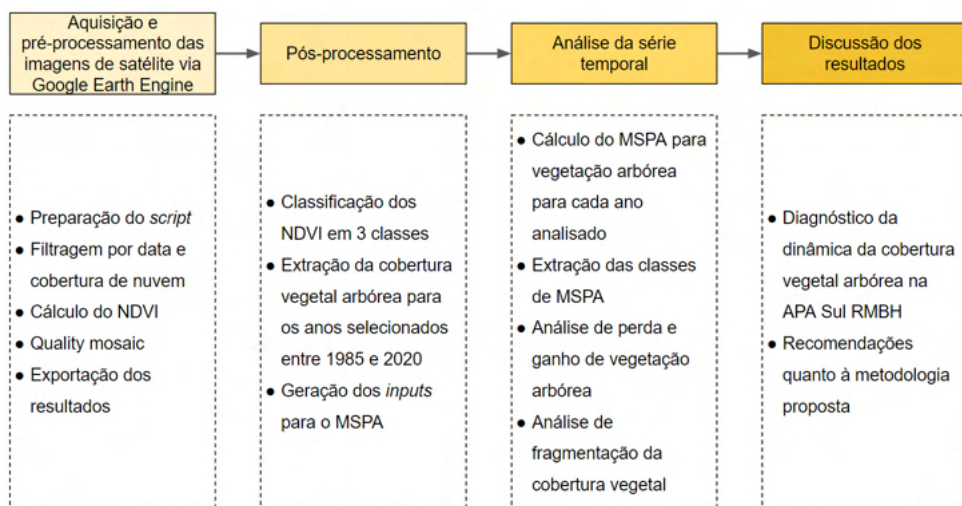 Aquisição e
pré-processamento das
imagens de satélite via
Google Earth Engine
Pós-processamento
Análise da série
temporal
Discussão dos
resultados
● Preparação do script
● Filtragem por data e
cobertura de nuvem
● Cálculo do NDVI
● Quality mosaic
● Exportação dos
resultados
● Classificação dos
NDVI em 3 classes
● Extração da cobertura
vegetal arbórea para
os anos selecionados
entre 1985 e 2020
● Geração dos inputs
para o MSPA
● Cálculo do MSPA para
vegetação arbórea
para cada ano
analisado
● Extração das classes
de MSPA
● Análise de perda e
ganho de vegetação
arbórea
● Análise de
fragmentação da
cobertura vegetal
● Diagnóstico da
dinâmica da cobertura
vegetal arbórea na
APA Sul RMBH
● Recomendações
quanto à metodologia
proposta